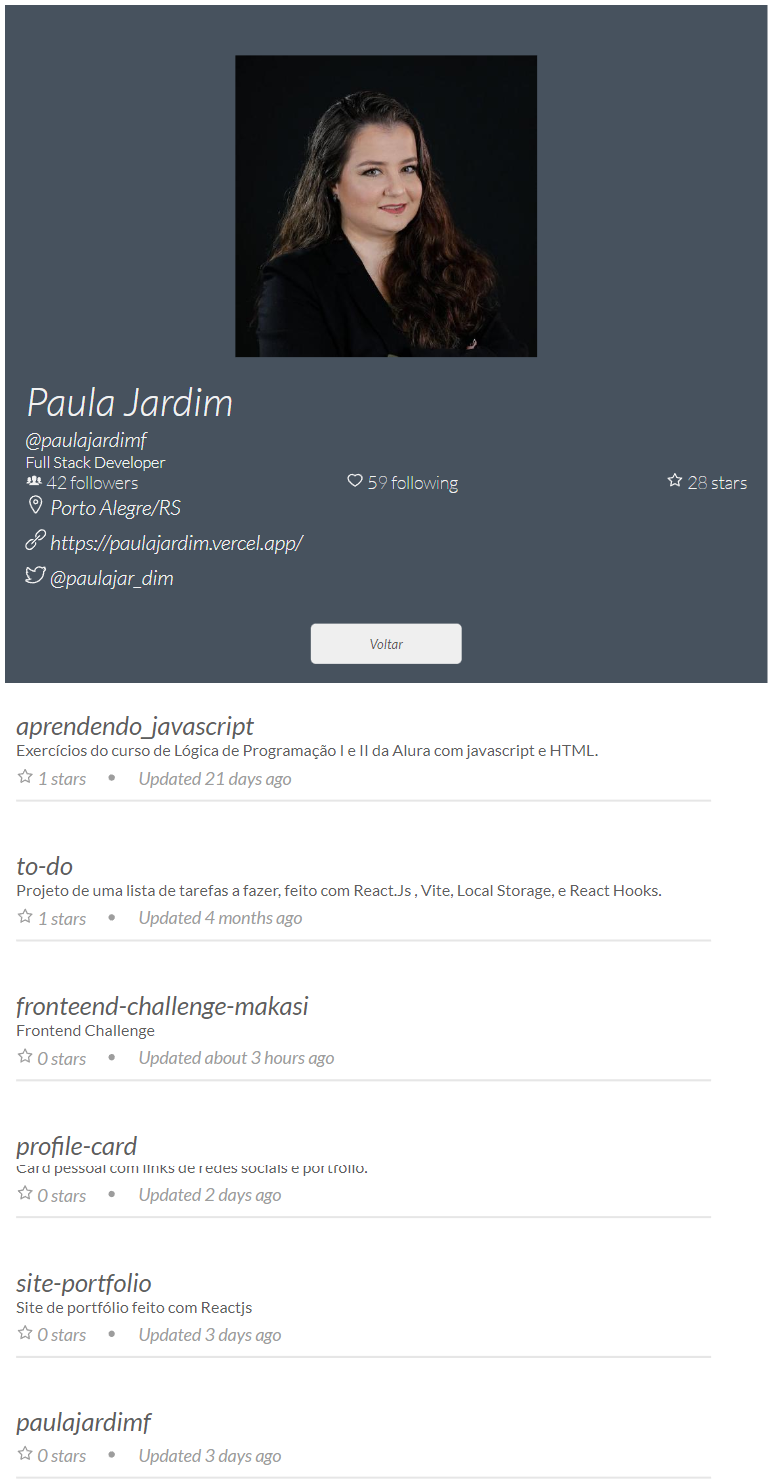 Paula Jardim
@paulajardimf
Full Stack Developer
42 followers 59 following 28 stars
Porto Alegre/RS
https://paulajardim.vercel.app/
@paulajar_dim
Voltar
aprendendo_javascript
Exercícios do curso de Lógica de Programação I e II da Alura com javascript e HTML.
1 stars • Updated 21 days ago
to-do
Projeto de uma lista de tarefas a fazer, feito com React.Js , Vite, Local Storage, e React Hooks.
1 stars • Updated 4 months ago
fronteend-challenge-makasi
Frontend Challenge
0 stars • Updated about 3 hours ago
profile-card
Card pessoal com links de redes sociais e portfolio.
0 stars • Updated 2 days ago
site-portfolio
Site de portfólio feito com Reactjs
0 stars • Updated 3 days ago
paulajardimf
0 stars • Updated 3 days ago